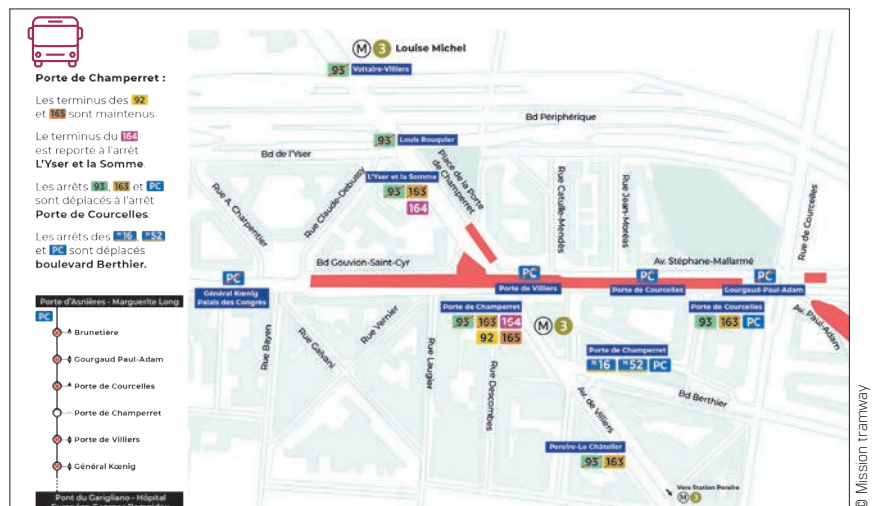 Porte de Champerret :
Les terminus des 92
et 165 sont maintenus.
Le terminus du 164
est reporté à l'arrêt
L'Yser et la Somme.
Les arrêts 93, 163 et PC
sont déplacés à l'arrêt
Porte de Courcelles.
Les arrêts des N16, N52
et PC sont déplacés
boulevard Berthier.
Porte d'Asnières - Marguerite Long
PC
Brunetière
Gourgaud Paul-Adam
Porte de Courcelles
Porte de Champerret
Porte de Villiers
Général Kœnig
Pont du Garigliano - Hôpital
M 3 Louise Michel
93 Voltaire-Villiers
Bd Périphérique
93 Louis Rouquier
Bd de l'Yser
Place de la Porte
de Champerret
L'Yser et la Somme
93 163
164
Rue A. Charpentier
Rue Claude-Debussy
Rue Catulle-Mendès
Rue Jean-Moréas
Rue de Courcelles
Bd Gouvion-Saint-Cyr
Av. Stéphane-Mallarmé
PC
Général Kœnig
Palais des Congrès
PC
Porte de Villiers
PC
Porte de Courcelles
PC
Gourgaud-Paul-Adam
Porte de Champerret
93 163 164
92 165
M 3
Porte de Courcelles
93 163 PC
Av. Paul-Adam
Rue Bayen
Rue Galvani
Rue Vernier
Rue Laugier
Rue Descombes
Porte de Champerret
N16 N52 PC
Bd Berthier
Av. de Villiers
Pereire-Le Châtelier
93 163
Vers Station Pereire
M 3
© Mission tramway